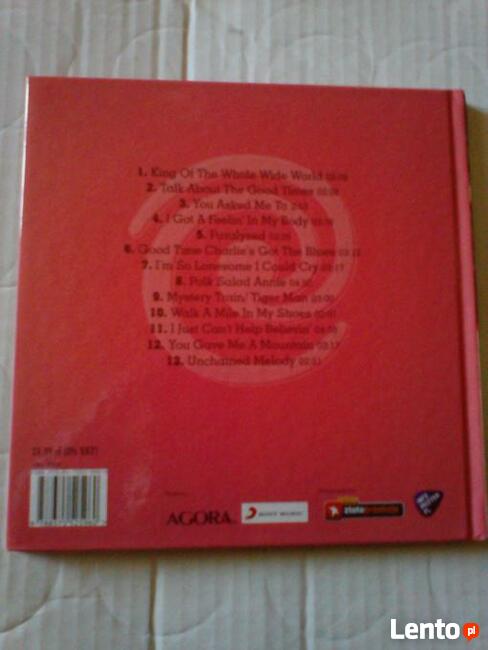 1. King Of The Whole Wide World
2. Talk About The Good Times
3. You Asked Me To
4. I Got A Feelin' In My Body
5. Paralyzed
6. Good Time Charlie's Got The Blues
7. I'm So Lonesome I Could Cry
8. Polk Salad Annie
9. Mystery Train/ Tiger Man
10. Walk A Mile In My Shoes
11. I Just Can't Help Believin'
12. You Gave Me A Mountain
13. Unchained Melody
AGORA SA SONY MUSIC
Lento.pl